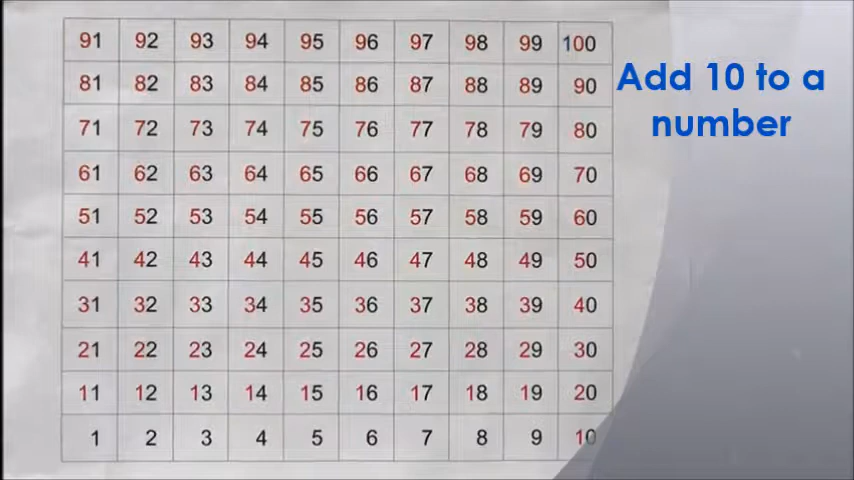 91 92 93 94 95 96 97 98 99 100
81 82 83 84 85 86 87 88 89 90
71 72 73 74 75 76 77 78 79 80
61 62 63 64 65 66 67 68 69 70
51 52 53 54 55 56 57 58 59 60
41 42 43 44 45 46 47 48 49 50
31 32 33 34 35 36 37 38 39 40
21 22 23 24 25 26 27 28 29 30
11 12 13 14 15 16 17 18 19 20
1 2 3 4 5 6 7 8 9 10
Add 10 to a
number